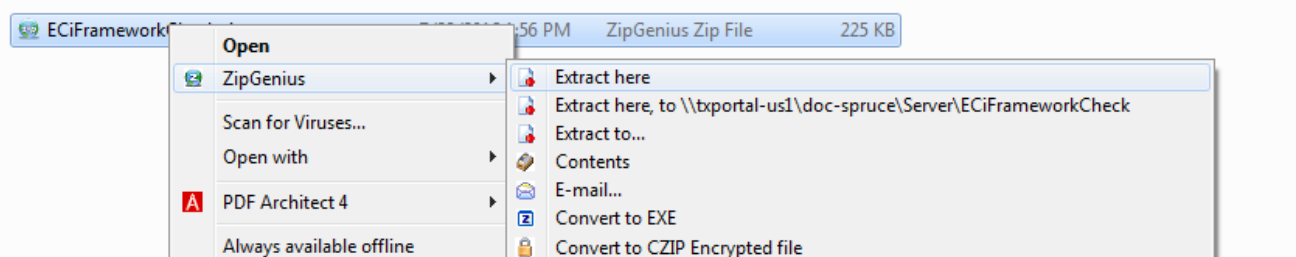 ECiFramework
:56 PM
ZipGenius Zip File
225 KB
Open
ZipGenius
Scan for Viruses...
Open with
PDF Architect 4
Always available offline
Extract here
Extract here, to \\txportal-us1\doc-spruce\Server\ECiFrameworkCheck
Extract to...
Contents
E-mail...
Convert to EXE
Convert to CZIP Encrypted file